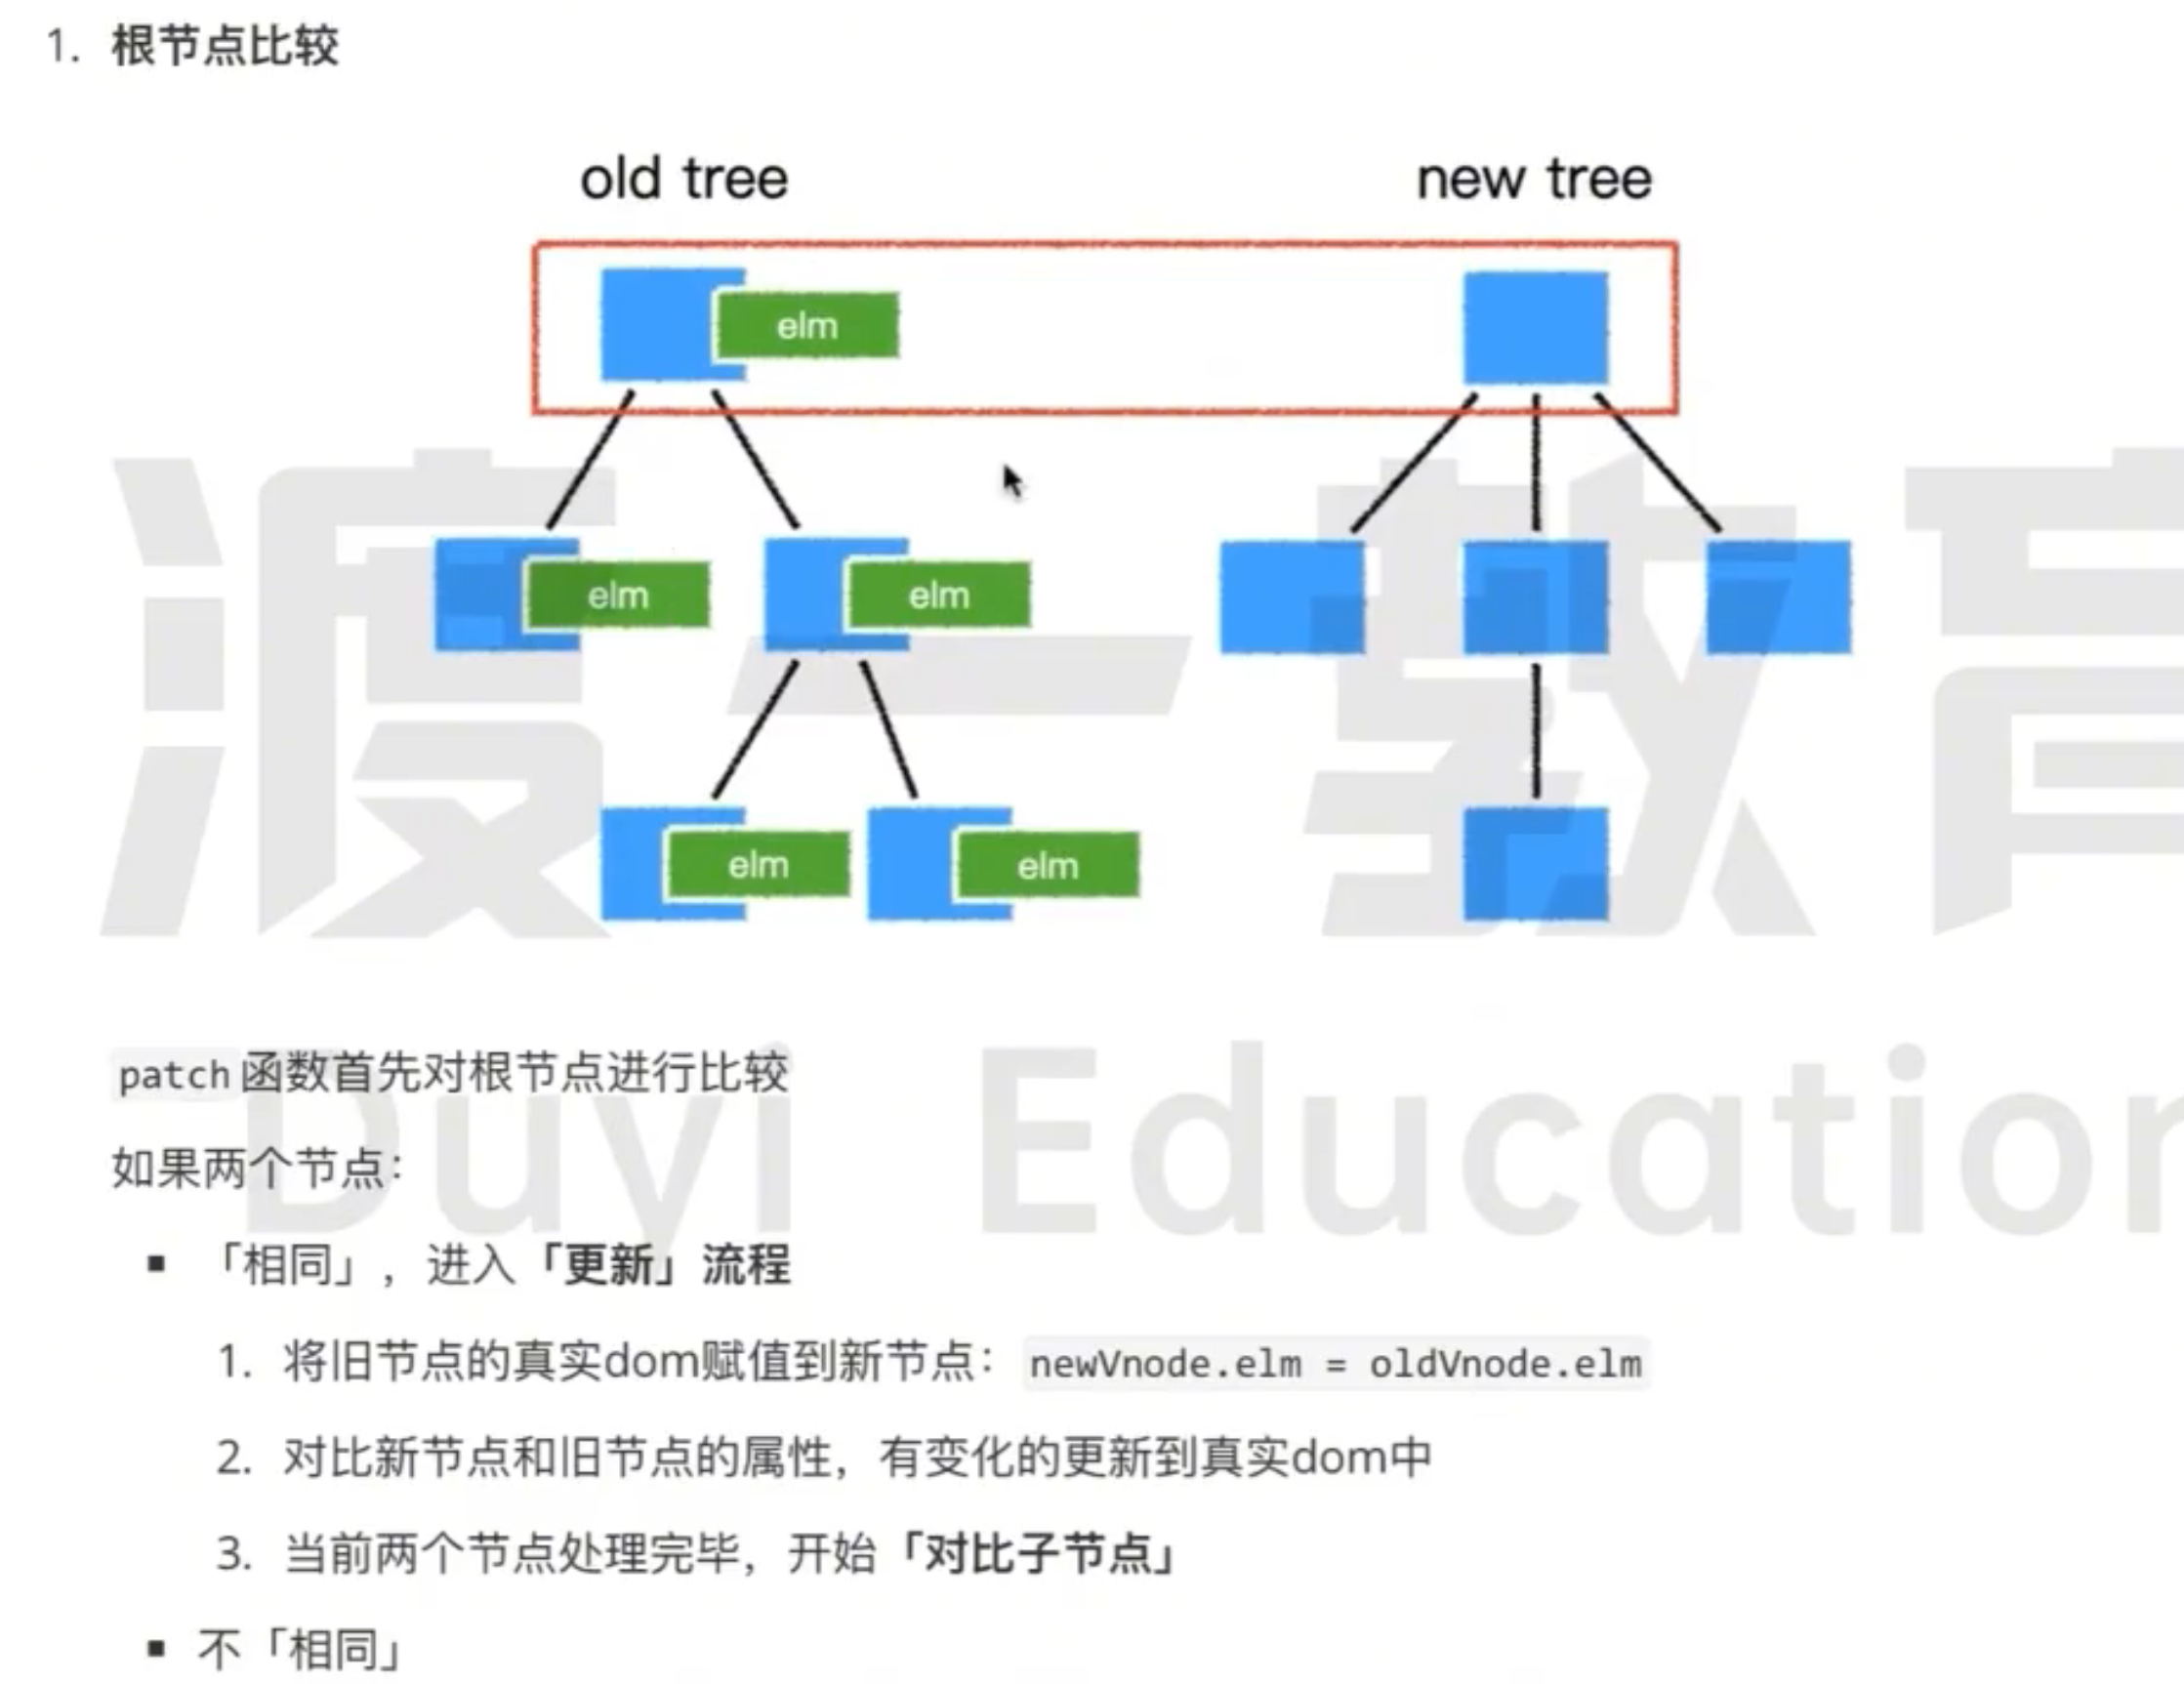 1. 根节点比较
old tree new tree
elm
elm elm
elm elm
渡一教育
patch函数首先对根节点进行比较
Duyi Education
如果两个节点：
「相同」，进入「更新」流程
1. 将旧节点的真实dom赋值到新节点：newVnode.elm = oldVnode.elm
2. 对比新节点和旧节点的属性，有变化的更新到真实dom中
3. 当前两个节点处理完毕，开始「对比子节点」
不「相同」